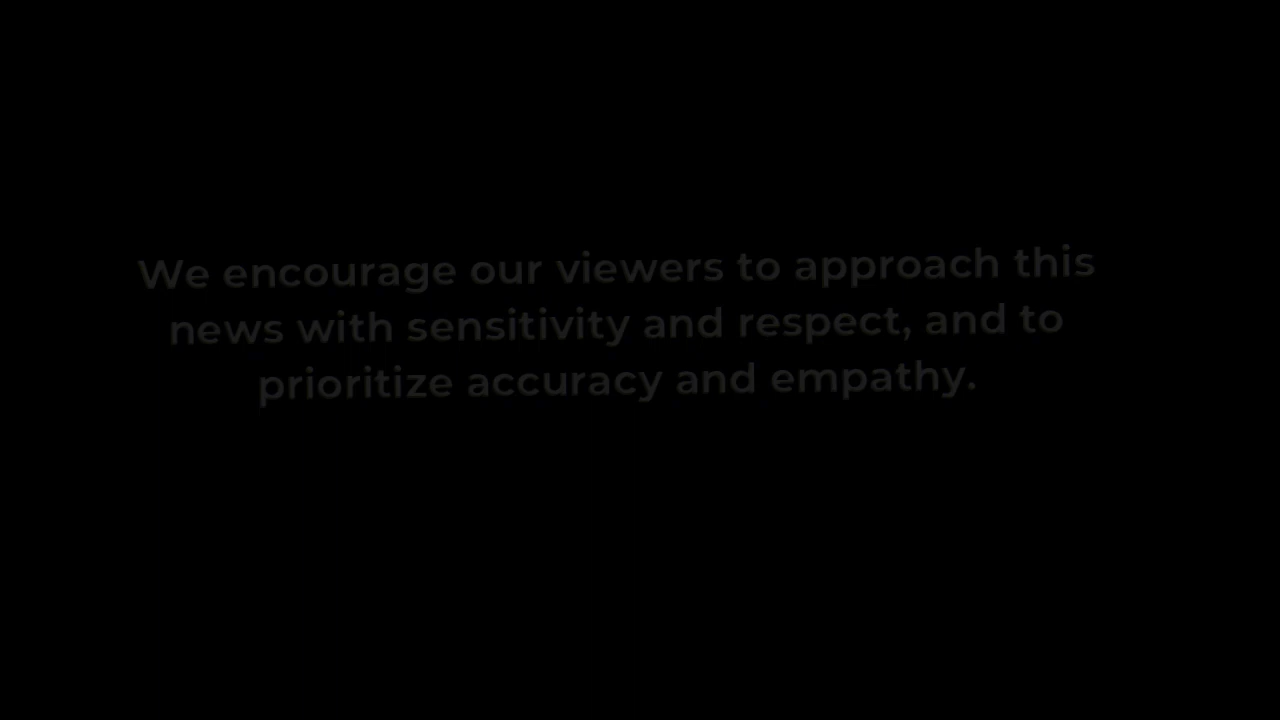 We encourage our viewers to approach this
news with sensitivity and respect, and to
prioritize accuracy and empathy.